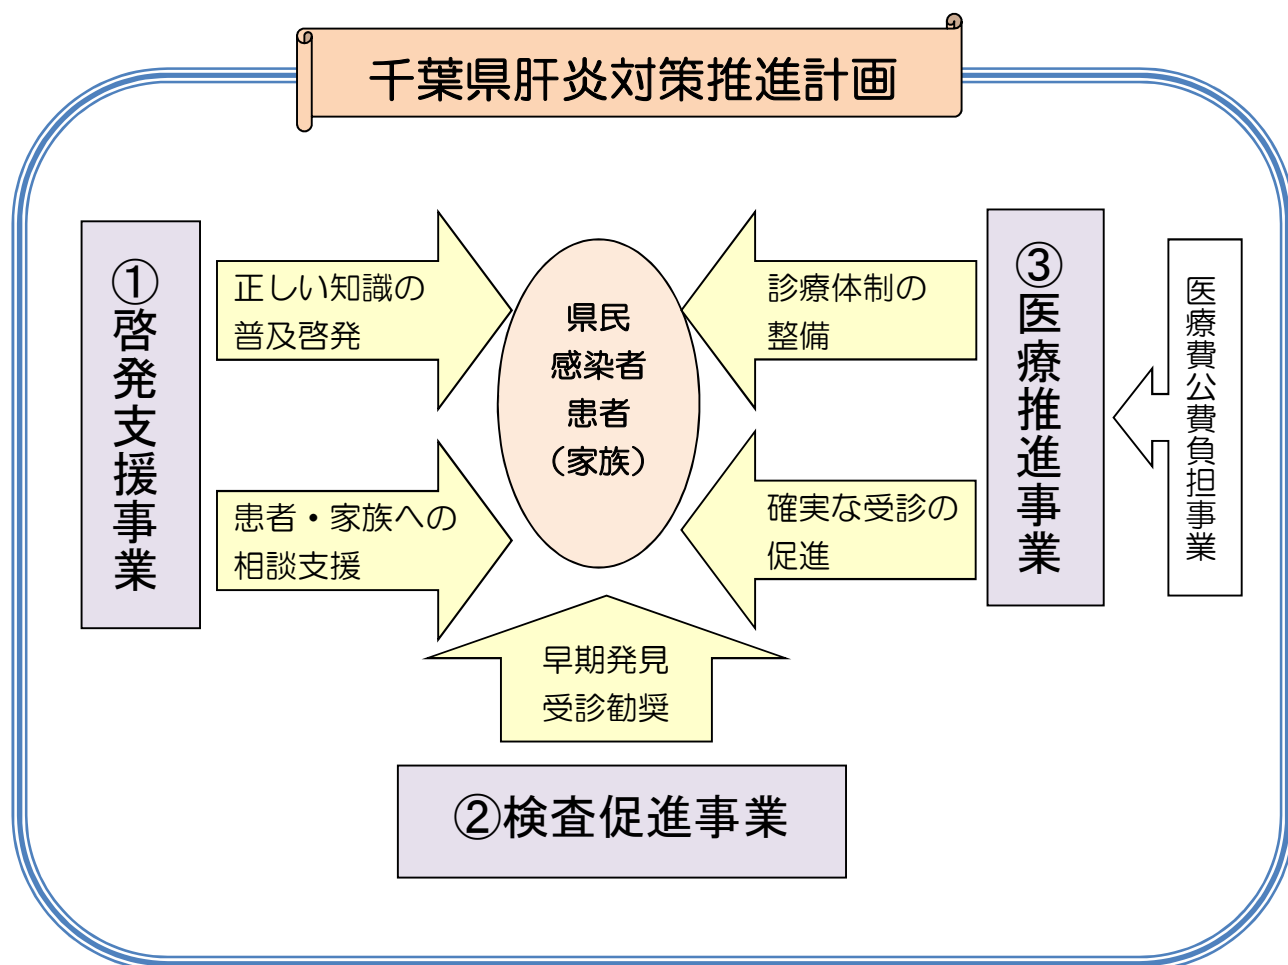 千葉県肝炎対策推進計画
①啓発支援事業
正しい知識の
普及啓発
患者・家族への
相談支援
県民
感染者
患者
（家族）
診療体制の
整備
確実な受診の
促進
③医療推進事業
医療費公費負担事業
早期発見
受診勧奨
②検査促進事業